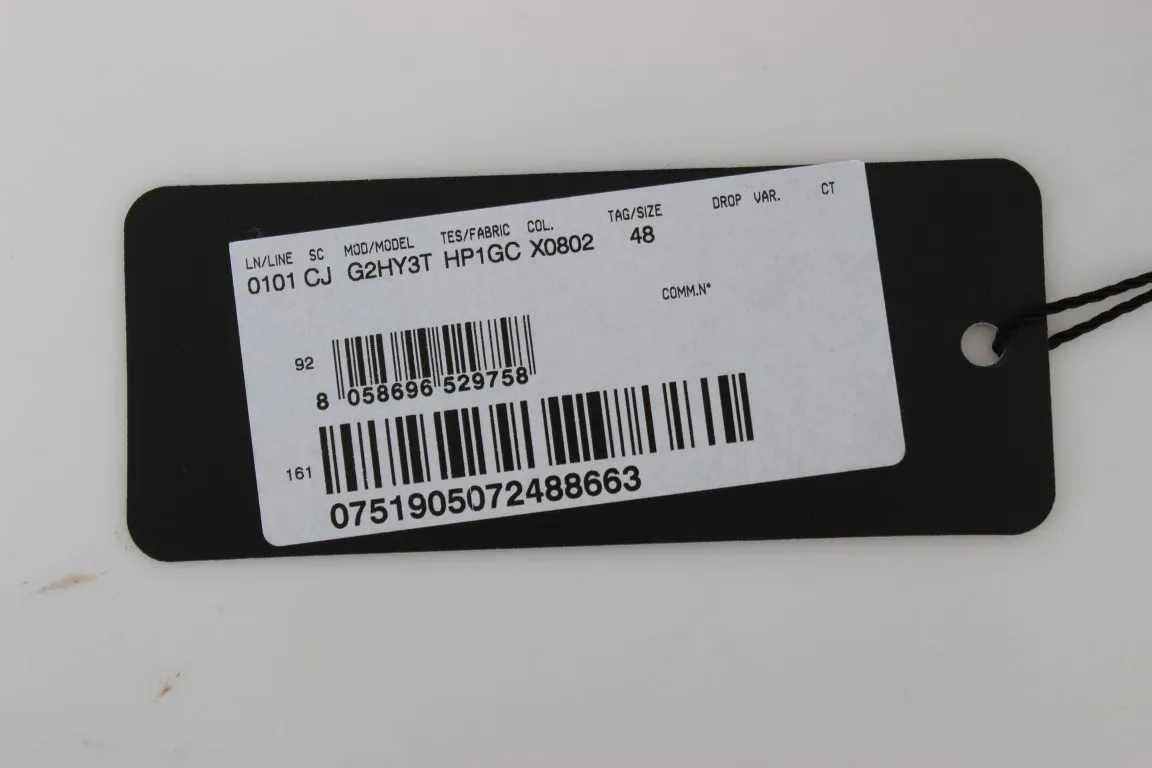 LN/LINE SC MOD/MODEL TES/FABRIC COL. TAG/SIZE DROP VAR. CT
0101 CJ G2HY3T HP1GC X0802 48
COMM.N°
92
8 058696 529758
161
0751905072488663